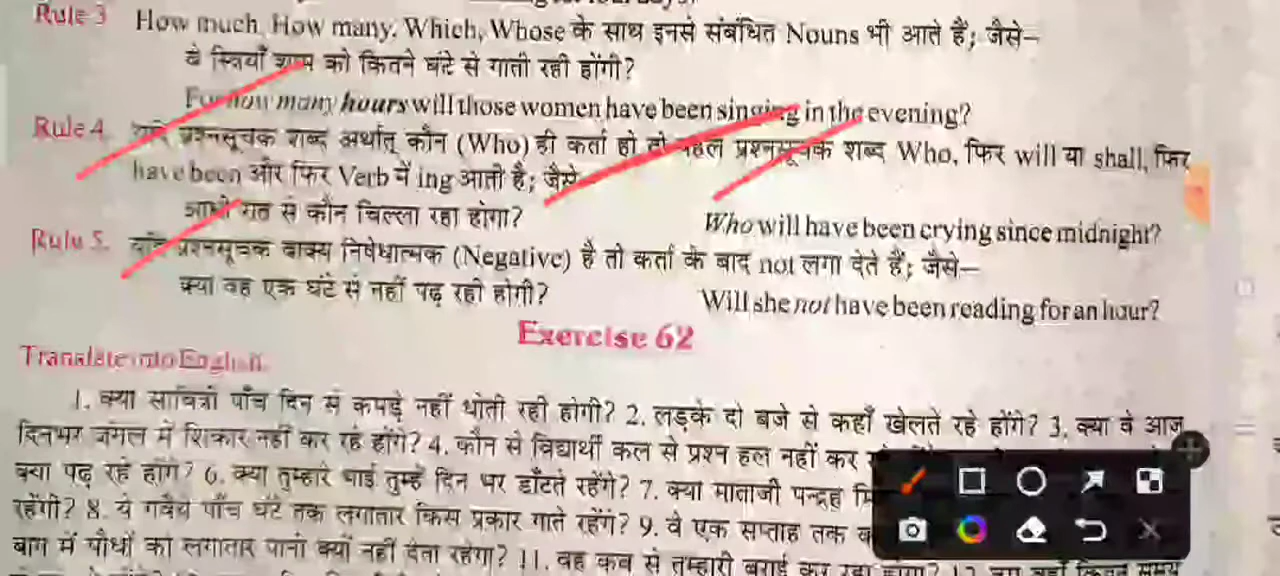 Rule 3 How much, How many, Which, Whose के साथ इनसे संबंधित Nouns भी आते हैं; जैसे—
वे स्त्रियाँ शाम को कितने घंटे से गाती रही होंगी?
For how many hours will those women have been singing in the evening?
Rule 4. यदि प्रश्नसूचक शब्द अर्थात् कौन (Who) ही कर्ता हो तो पहले प्रश्नसूचक शब्द Who, फिर will या shall, फिर
have been और फिर Verb में ing आती है; जैसे—
आधी रात से कौन चिल्ला रहा होगा? Who will have been crying since midnight?
Rule 5. यदि प्रश्नसूचक वाक्य निषेधात्मक (Negative) है तो कर्ता के बाद not लगा देते हैं; जैसे—
क्या वह एक घंटे से नहीं पढ़ रही होगी? Will she not have been reading for an hour?
Exercise 62
Translate into English.
1. क्या सावित्री पाँच दिन से कपड़े नहीं धोती रही होगी? 2. लड़के दो बजे से कहाँ खेलते रहे होंगे? 3. क्या वे आज
दिनभर जंगल में शिकार नहीं कर रहे होंगे? 4. कौन से विद्यार्थी कल से प्रश्न हल नहीं कर
क्या पढ़ रहे होंगे? 6. क्या तुम्हारे भाई तुम्हें दिन भर डाँटते रहेंगे? 7. क्या माताजी पन्द्रह
रहेंगी? 8. ये गवैये पाँच घंटे तक लगातार किस प्रकार गाते रहेंगे? 9. वे एक सप्ताह तक
बाग में पौधों को लगातार पानी क्यों नहीं देता रहेगा? 11. वह कब से तुम्हारी बुराई कर रहा होगा?